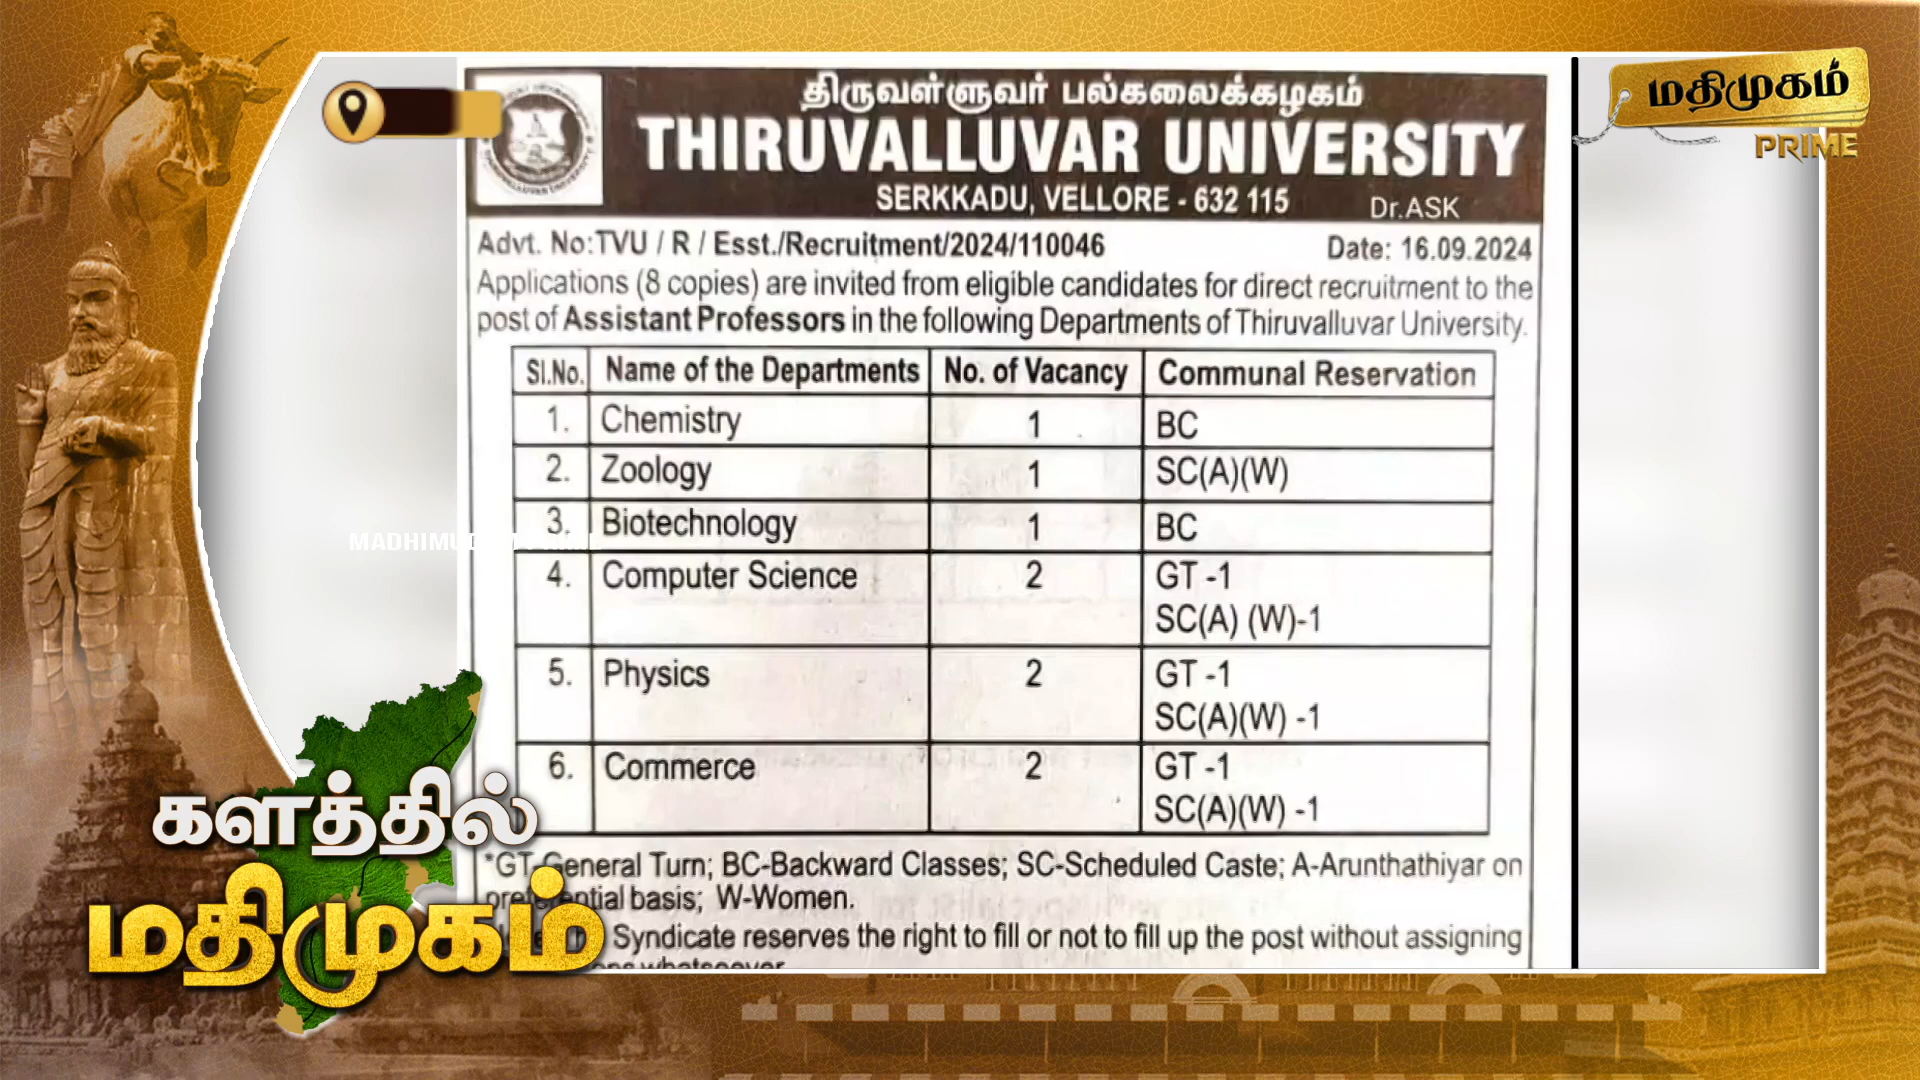 மதிமுகம்
PRIME
திருவள்ளுவர் பல்கலைக்கழகம்
THIRUVALLUVAR UNIVERSITY
SERKKADU, VELLORE - 632 115
Dr.ASK
Advt. No:TVU / R / Esst./Recruitment/2024/110046 Date: 16.09.2024
Applications (8 copies) are invited from eligible candidates for direct recruitment to the
post of Assistant Professors in the following Departments of Thiruvalluvar University.
Sl.No. Name of the Departments No. of Vacancy Communal Reservation
1. Chemistry 1 BC
2. Zoology 1 SC(A)(W)
3. Biotechnology 1 BC
4. Computer Science 2 GT -1
SC(A) (W)-1
5. Physics 2 GT -1
SC(A)(W) -1
6. Commerce 2 GT -1
SC(A)(W) -1
*GT-General Turn; BC-Backward Classes; SC-Scheduled Caste; A-Arunthathiyar on
preferential basis; W-Women.
Syndicate reserves the right to fill or not to fill up the post without assigning
whatsoever
களத்தில்
மதிமுகம்